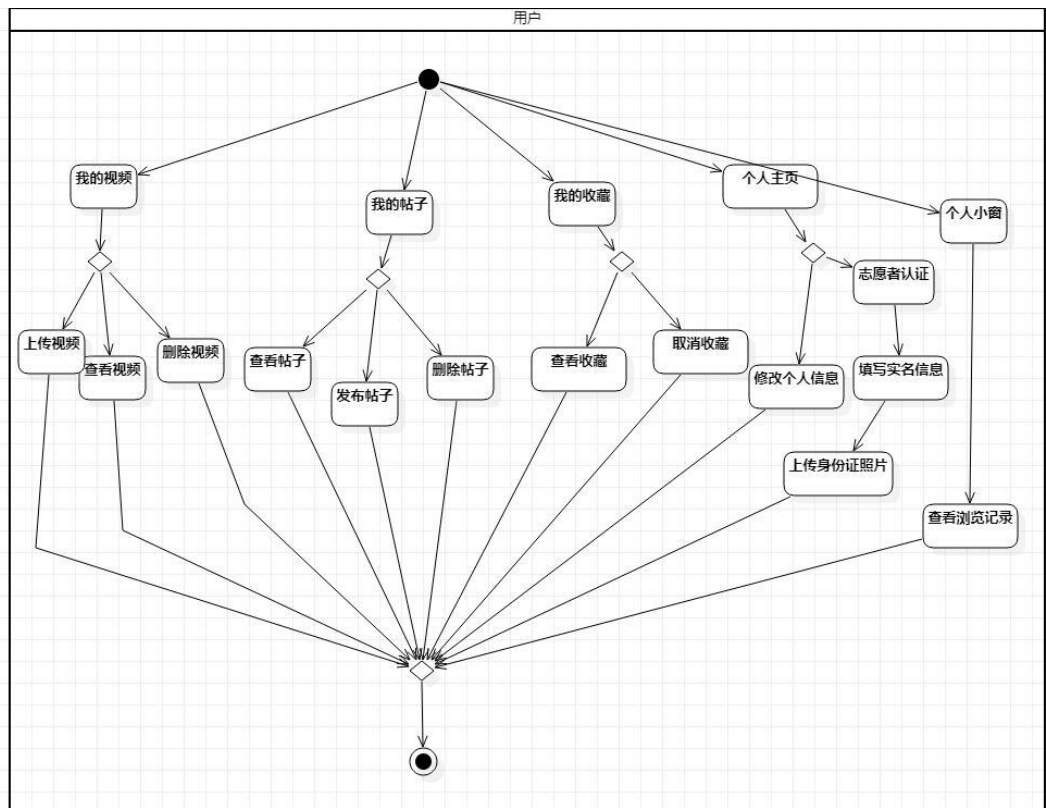 用户
我的视频
我的帖子
我的收藏
个人主页
个人小窗
志愿者认证
上传视频
查看视频
删除视频
查看帖子
发布帖子
删除帖子
查看收藏
取消收藏
修改个人信息
填写实名信息
上传身份证照片
查看浏览记录